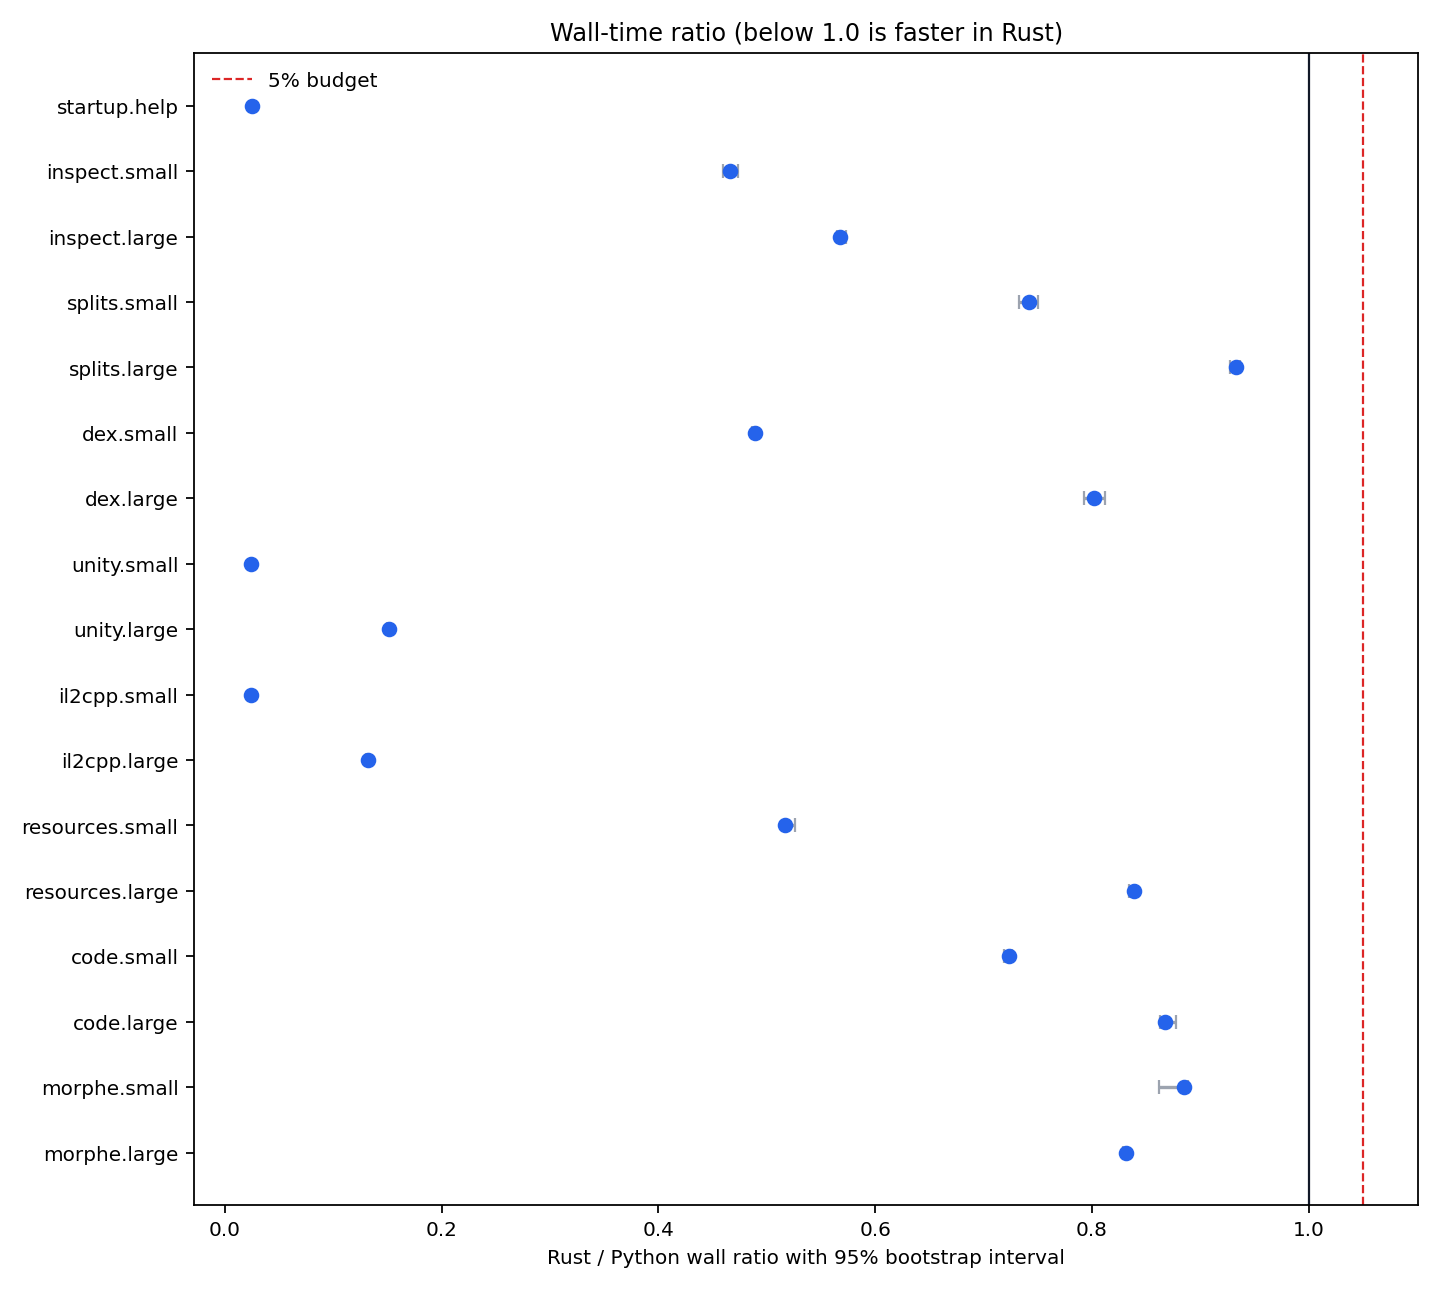 Wall-time ratio (below 1.0 is faster in Rust)
5% budget
startup.help
inspect.small
inspect.large
splits.small
splits.large
dex.small
dex.large
unity.small
unity.large
il2cpp.small
il2cpp.large
resources.small
resources.large
code.small
code.large
morphe.small
morphe.large
0.0 0.2 0.4 0.6 0.8 1.0
Rust / Python wall ratio with 95% bootstrap interval